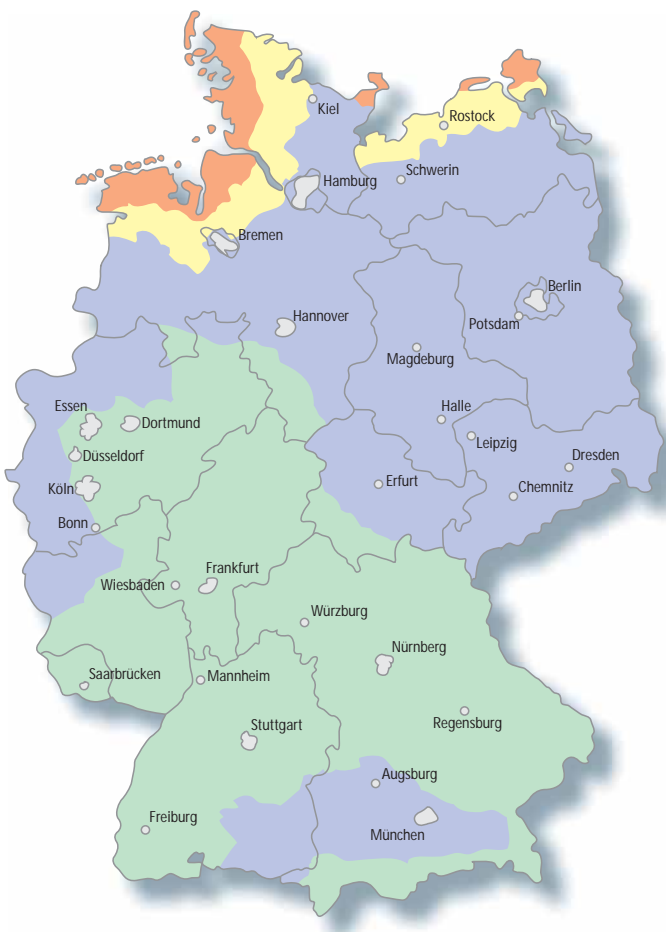 Kiel
Rostock
Schwerin
Hamburg
Bremen
Berlin
Potsdam
Hannover
Magdeburg
Essen
Dortmund
Halle
Leipzig
Düsseldorf
Dresden
Köln
Erfurt
Chemnitz
Bonn
Frankfurt
Wiesbaden
Würzburg
Nürnberg
Saarbrücken
Mannheim
Regensburg
Stuttgart
Augsburg
Freiburg
München